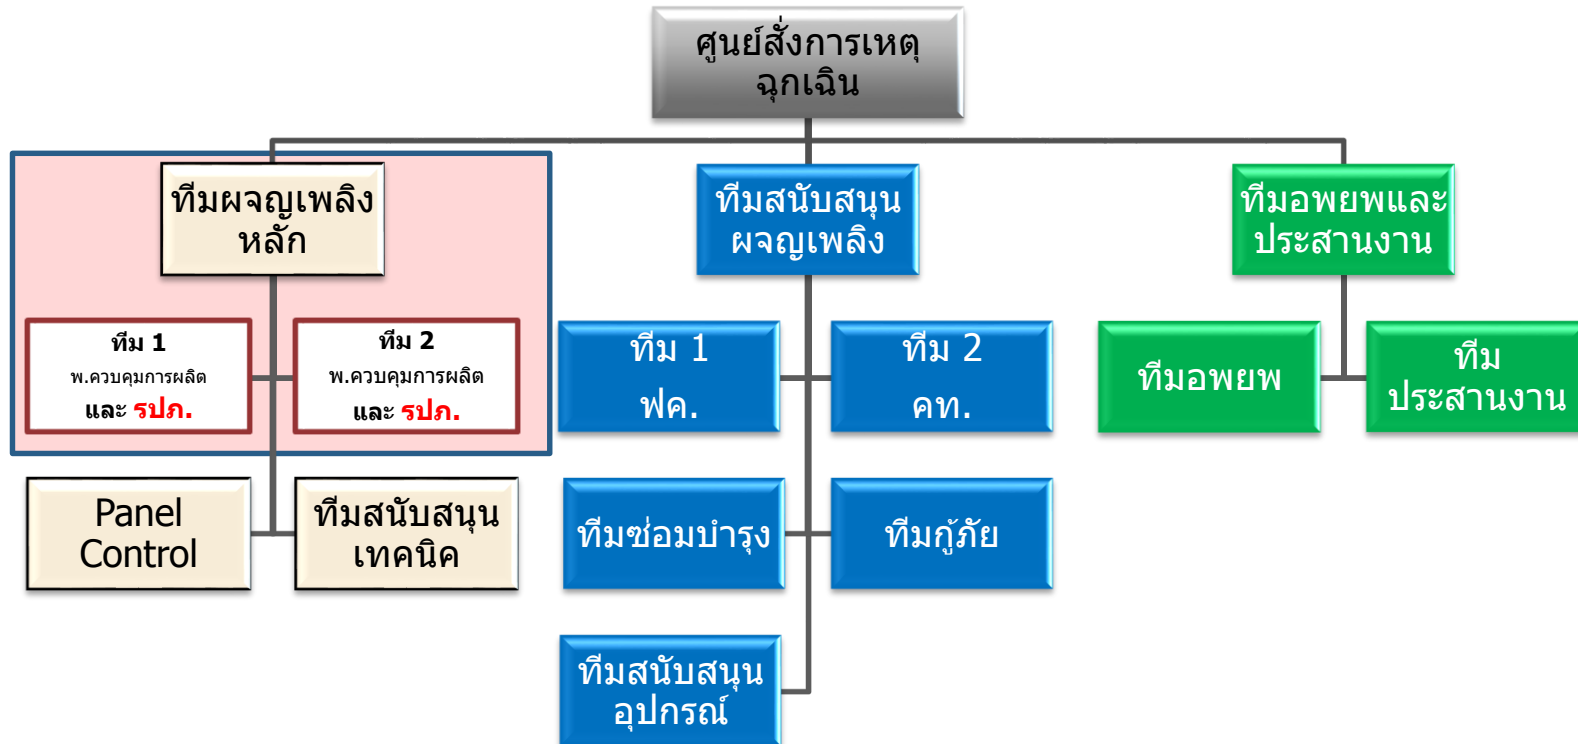 ศูนย์สั่งการเหตุ
ฉุกเฉิน
ทีมผจญเพลิง
หลัก
ทีมสนับสนุน
ผจญเพลิง
ทีมอพยพและ
ประสานงาน
ทีม 1
พ.ควบคุมการผลิต
และ รปภ.
ทีม 2
พ.ควบคุมการผลิต
และ รปภ.
ทีม 1
ฟค.
ทีม 2
คท.
ทีมอพยพ
ทีม
ประสานงาน
Panel
Control
ทีมสนับสนุน
เทคนิค
ทีมซ่อมบำรุง
ทีมกู้ภัย
ทีมสนับสนุน
อุปกรณ์